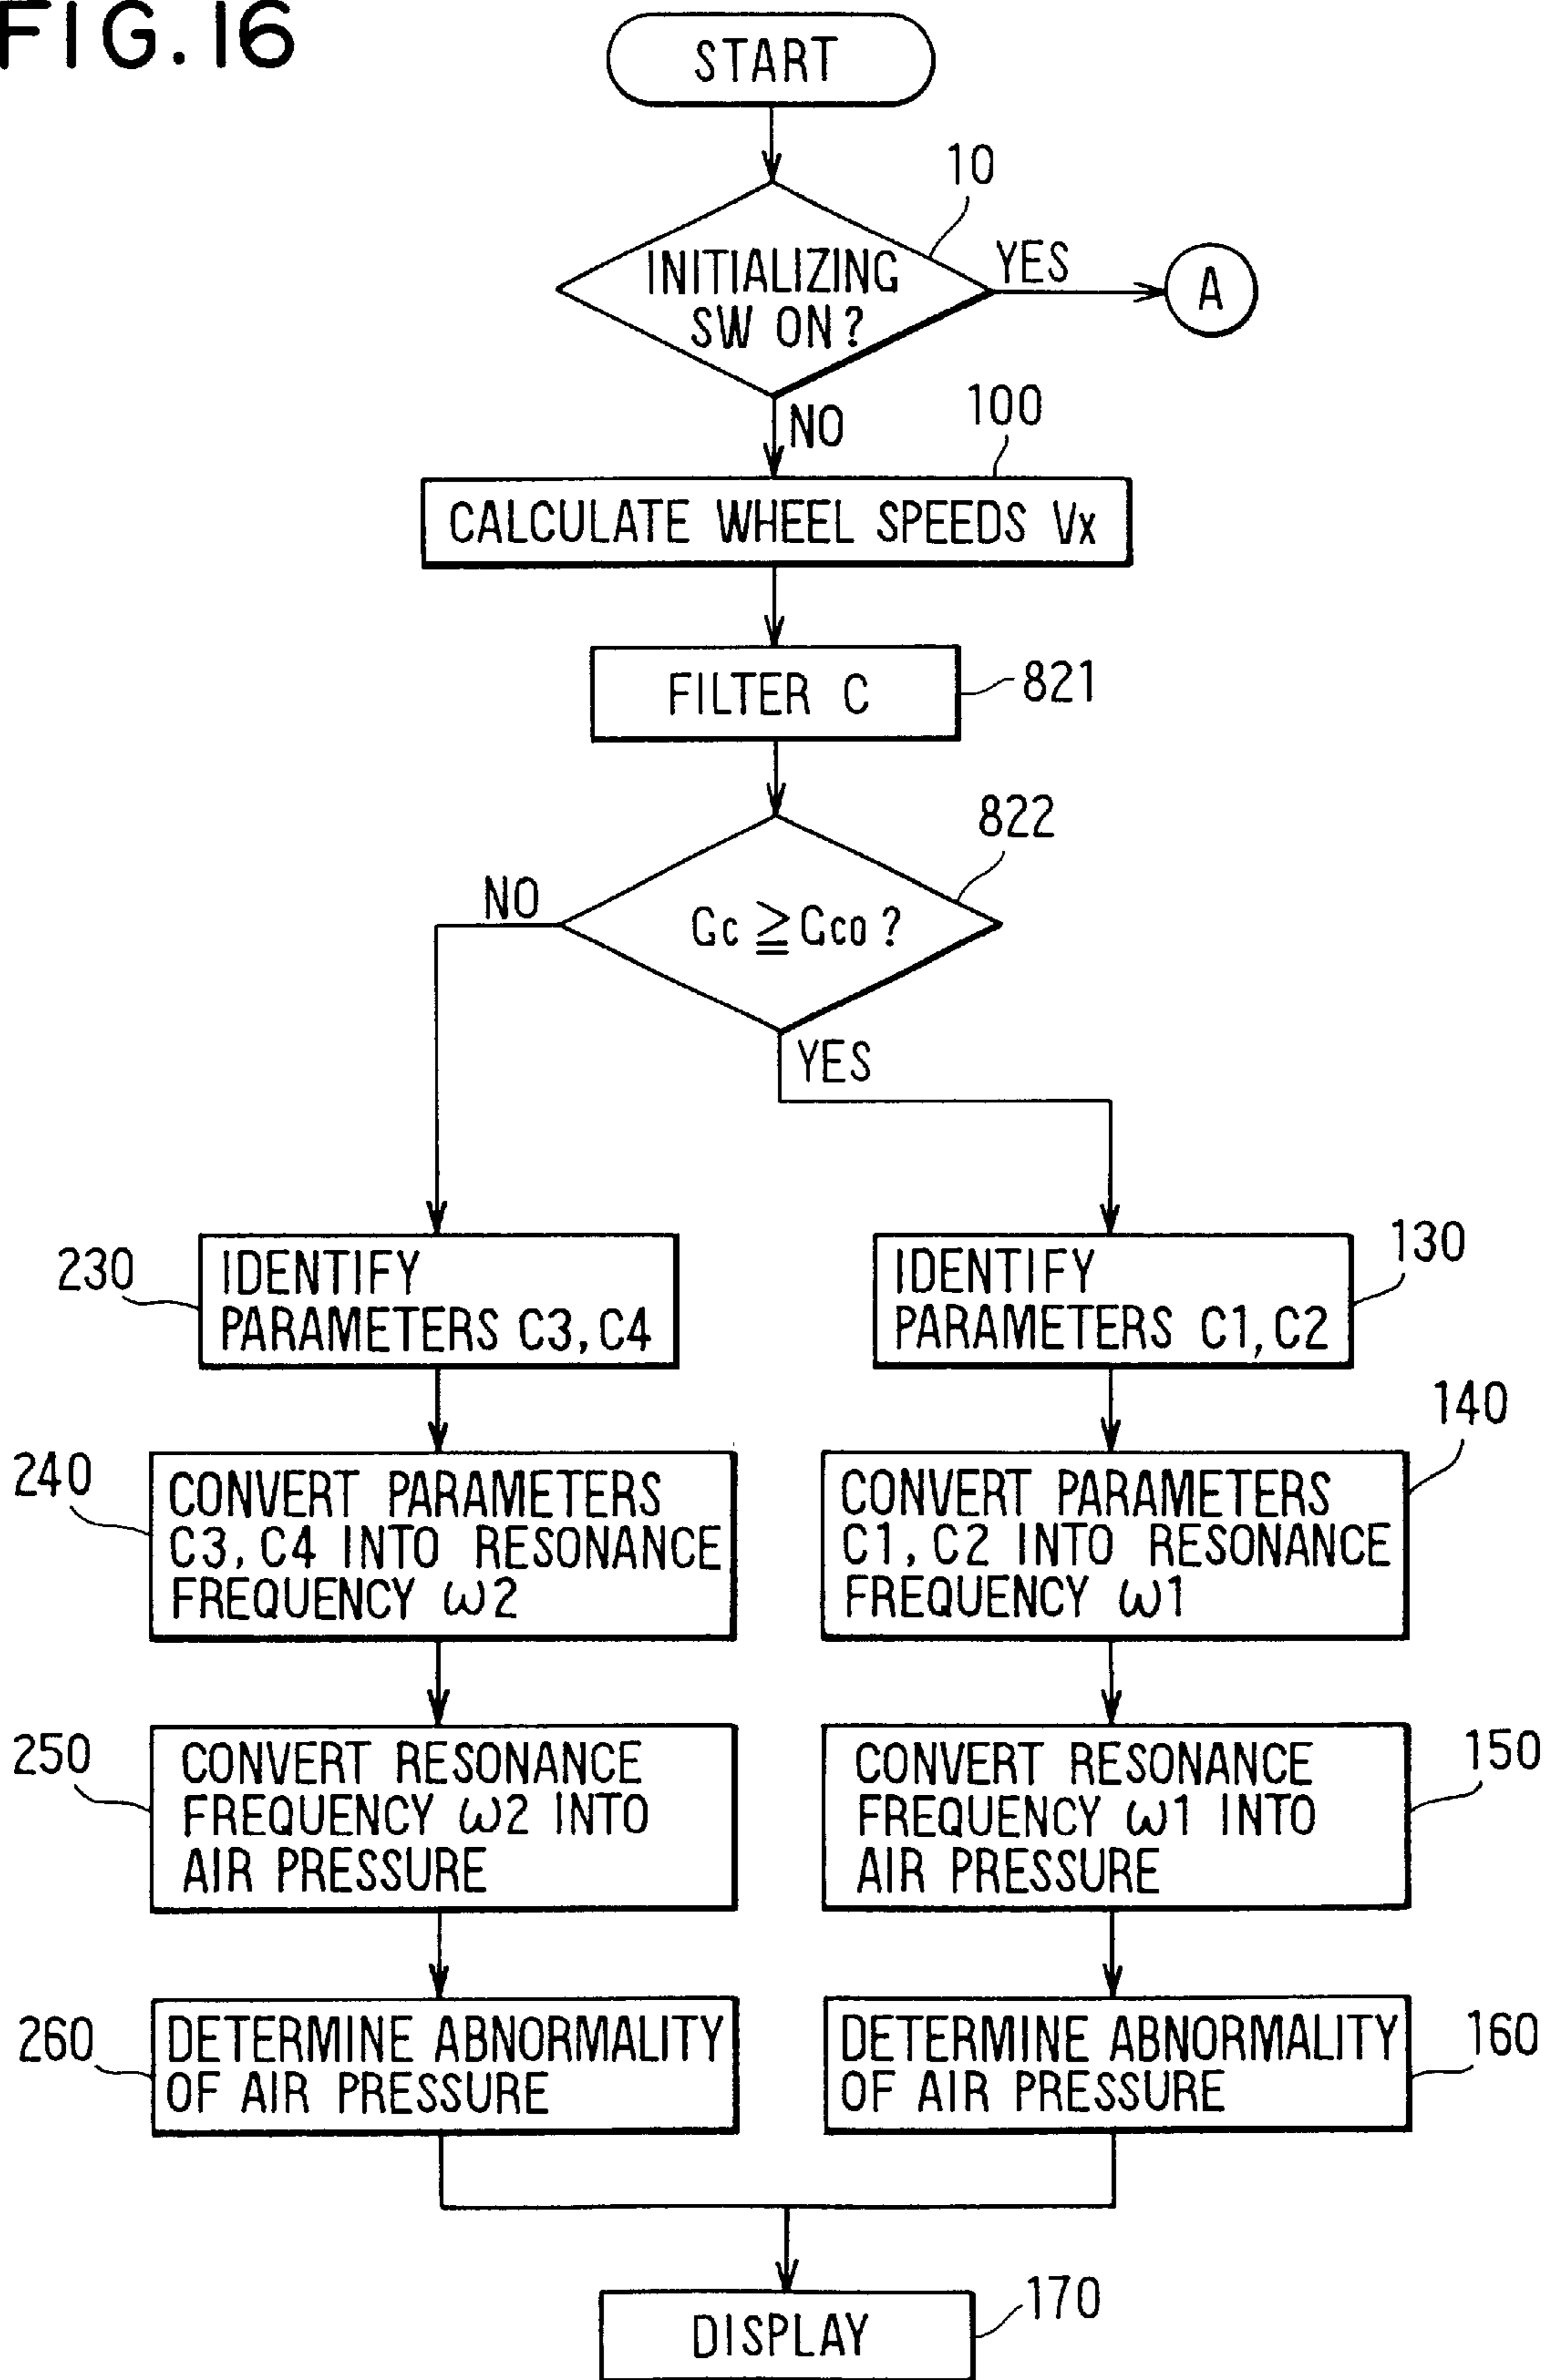 FIG. 16
START
10
INITIALIZING
SW ON?
YES
A
NO
100
CALCULATE WHEEL SPEEDS Vx
FILTER C
821
822
NO
Gc ≧ Gco ?
YES
230
IDENTIFY
PARAMETERS C3, C4
130
IDENTIFY
PARAMETERS C1, C2
240
CONVERT PARAMETERS
C3, C4 INTO RESONANCE
FREQUENCY ω2
140
CONVERT PARAMETERS
C1, C2 INTO RESONANCE
FREQUENCY ω1
250
CONVERT RESONANCE
FREQUENCY ω2 INTO
AIR PRESSURE
150
CONVERT RESONANCE
FREQUENCY ω1 INTO
AIR PRESSURE
260
DETERMINE ABNORMALITY
OF AIR PRESSURE
160
DETERMINE ABNORMALITY
OF AIR PRESSURE
170
DISPLAY